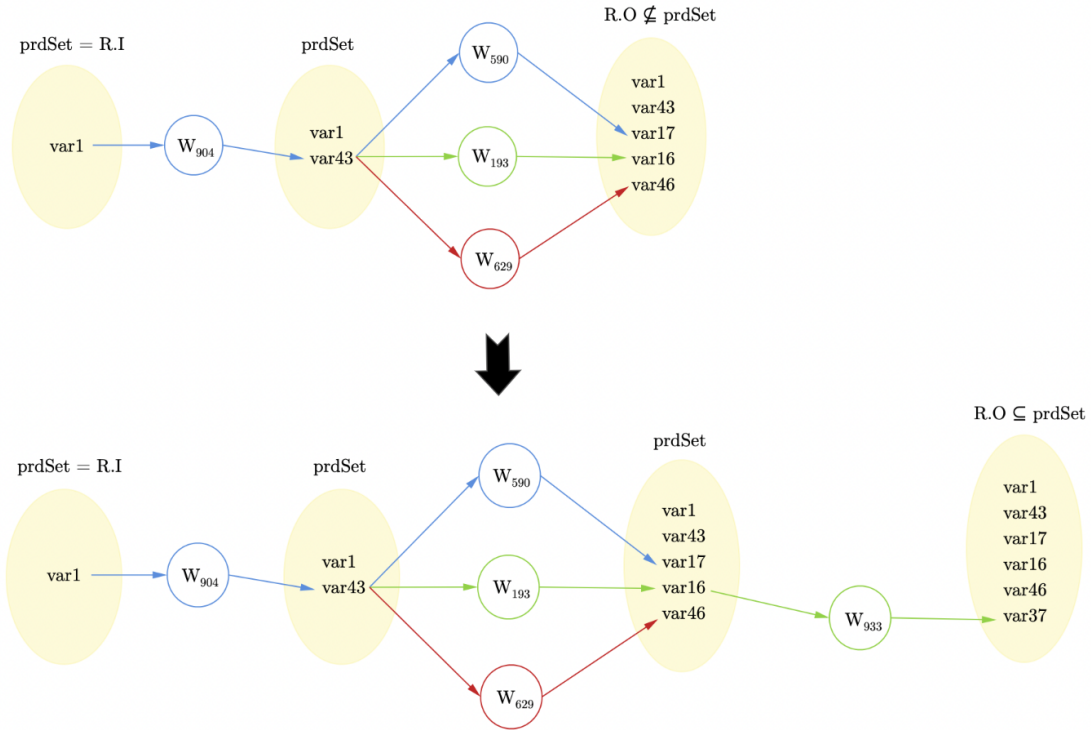 R.O ⊈ prdSet
prdSet = R.I
prdSet
W590
var1
var43
var17
var16
var46
var1
W904
var1
var43
W193
W629
R.O ⊆ prdSet
prdSet
prdSet = R.I
prdSet
W590
var1
var43
var17
var16
var46
var1
var43
var17
var16
var46
var37
var1
W904
var1
var43
W193
W933
W629